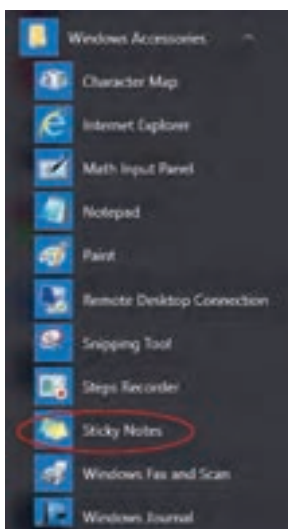 Windows Accessories
Character Map
Internet Explorer
Math Input Panel
Notepad
Paint
Remote Desktop Connection
Snipping Tool
Steps Recorder
Sticky Notes
Windows Fax and Scan
Windows Journal